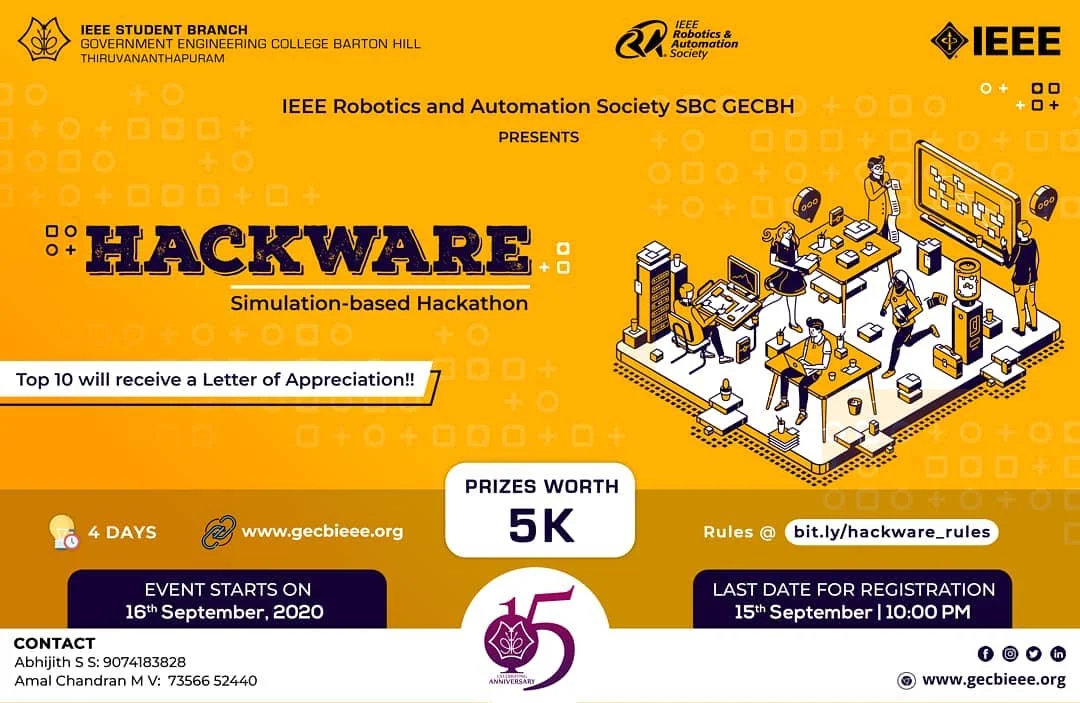 IEEE STUDENT BRANCH
GOVERNMENT ENGINEERING COLLEGE BARTON HILL
THIRUVANANTHAPURAM
IEEE
Robotics &
Automation
Society
IEEE
IEEE Robotics and Automation Society SBC GECBH
PRESENTS
HACKWARE
Simulation-based Hackathon
Top 10 will receive a Letter of Appreciation!!
PRIZES WORTH
5K
4 DAYS
www.gecbieee.org
Rules @ bit.ly/hackware_rules
EVENT STARTS ON
16th September, 2020
LAST DATE FOR REGISTRATION
15th September | 10:00 PM
15
CELEBRATING
ANNIVERSARY
CONTACT
Abhijith S S: 9074183828
Amal Chandran M V: 73566 52440
www.gecbieee.org